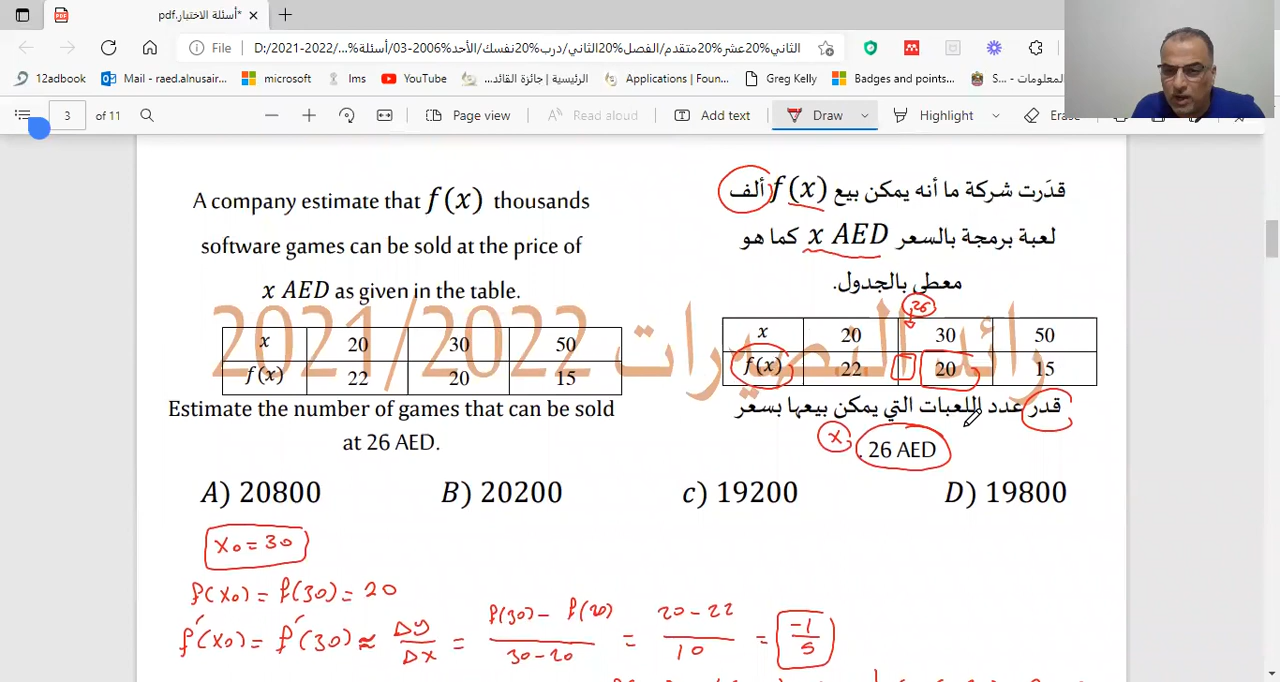 أسئلة الاختبار.pdf*
File
D:/2021-2022/الثاني%20عشر%20متقدم/الفصل%20الثاني/درب%20نفسك/الأحد%2006-03/أسئلة%...
12adbook
Mail - raed.alnusair...
microsoft
lms
YouTube
الرئيسية | جائزة القائد...
Applications | Foun...
Greg Kelly
Badges and points...
S... - المعلومات
3 of 11
Page view
Read aloud
Add text
Draw
Highlight
Erase
A company estimate that f(x) thousands
software games can be sold at the price of
x AED as given in the table.
x 20 30 50
f(x) 22 20 15
Estimate the number of games that can be sold
at 26 AED.
قدَرت شركة ما أنه يمكن بيع f(x) ألف
لعبة برمجة بالسعر x AED كما هو
معطى بالجدول.
26
x 20 30 50
f(x) 22 20 15
قدر عدد اللعبات التي يمكن بيعها بسعر
x
26 AED.
2021/2022 رائد النصيرات
A) 20800 B) 20200 c) 19200 D) 19800
x₀ = 30
f(x₀) = f(30) = 20
f′(x₀) = f′(30) ≈ Δy/Δx = f(30) - f(20) / 30-20 = 20-22 / 10 = -1/5